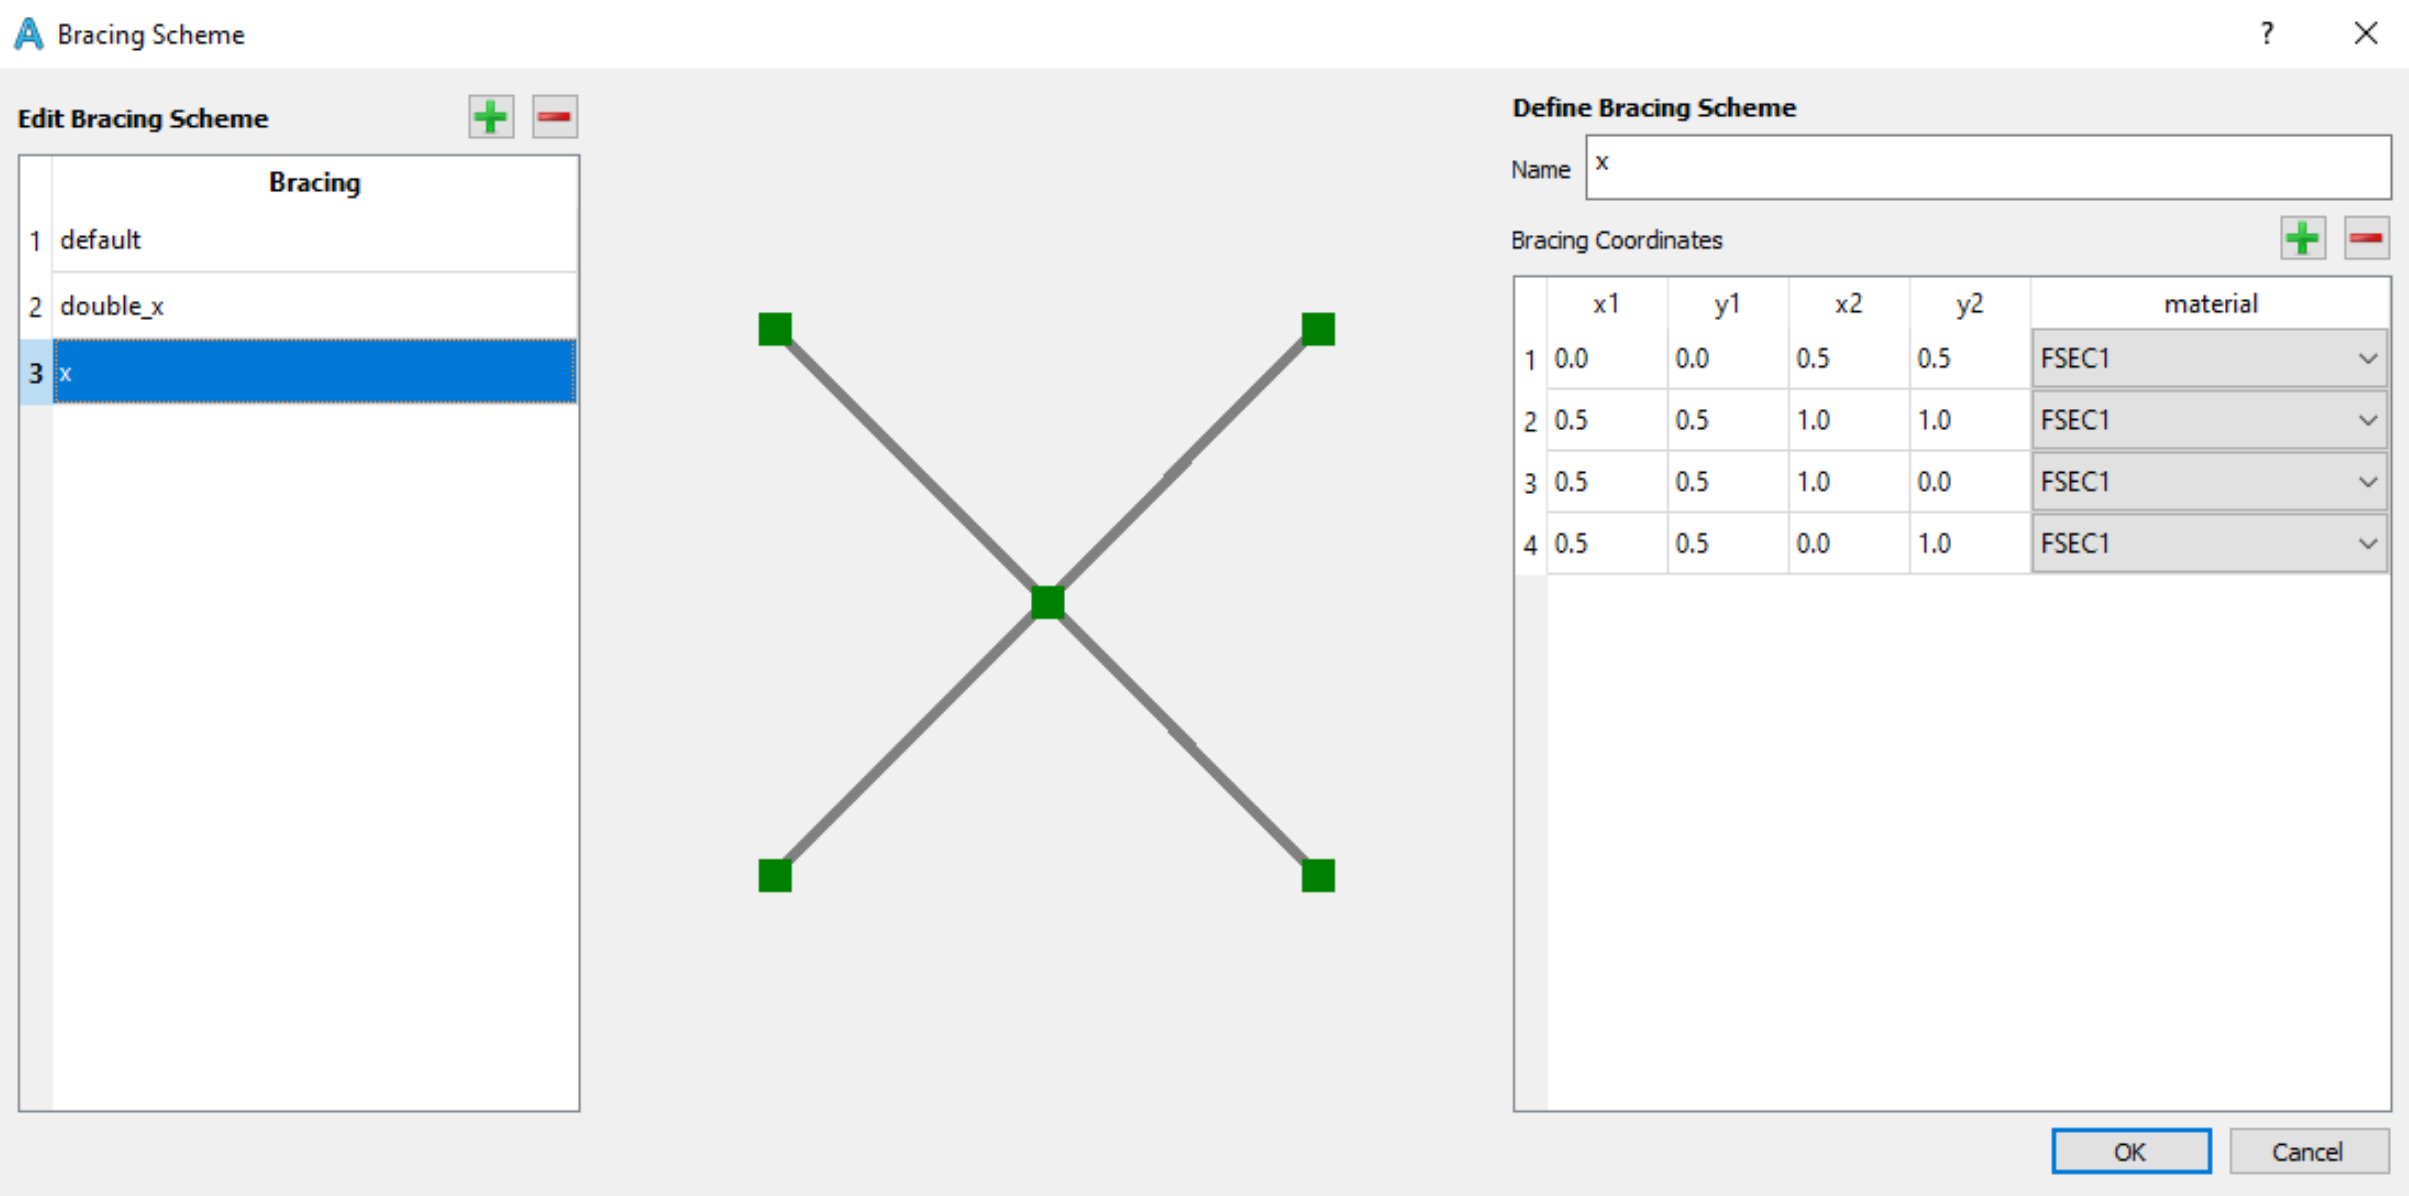 Bracing Scheme ?
Edit Bracing Scheme
Bracing
1 default
2 double_x
3 x
Define Bracing Scheme
Name x
Bracing Coordinates
x1 y1 x2 y2 material
1 0.0 0.0 0.5 0.5 FSEC1
2 0.5 0.5 1.0 1.0 FSEC1
3 0.5 0.5 1.0 0.0 FSEC1
4 0.5 0.5 0.0 1.0 FSEC1
OK Cancel